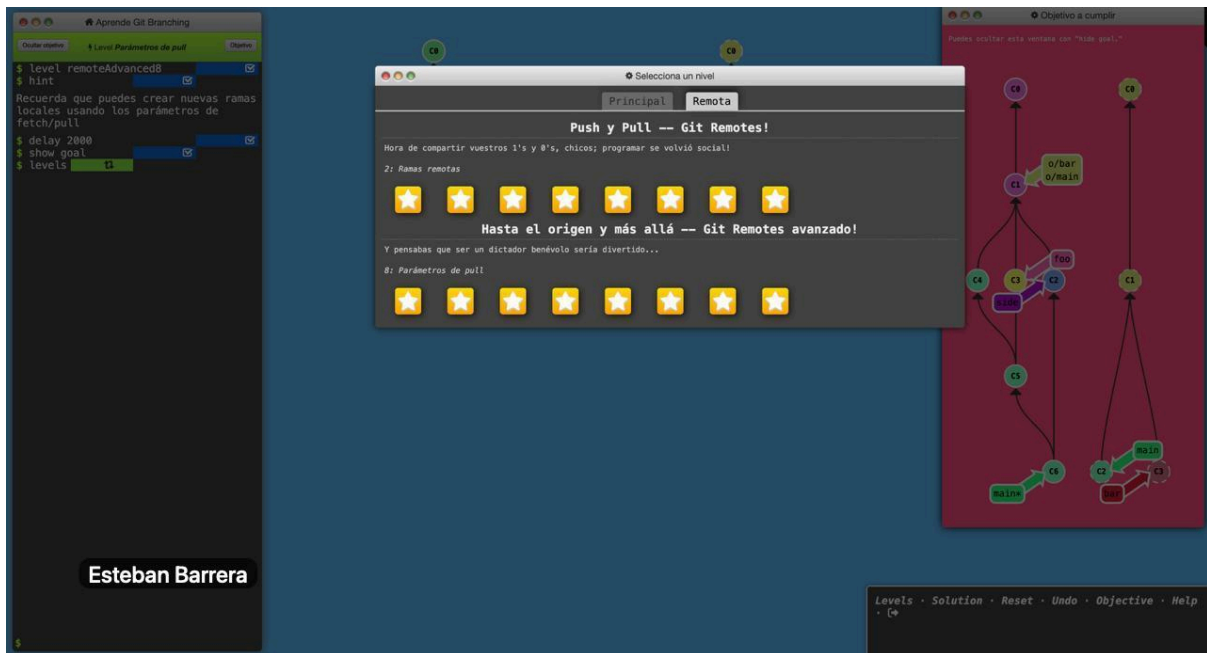 Aprende Git Branching
Ocultar objetivo
Level Parámetros de pull
Objetivo
$ level remoteAdvanced8
$ hint
Recuerda que puedes crear nuevas ramas
locales usando los parámetros de
fetch/pull
$ delay 2000
$ show goal
$ levels
$
Esteban Barrera
C0
C0
Selecciona un nivel
Principal
Remota
Push y Pull -- Git Remotes!
Hora de compartir vuestros 1's y 0's, chicos; programar se volvió social!
2: Ramas remotas
Hasta el origen y más allá -- Git Remotes avanzado!
Y pensabas que ser un dictador benévolo sería divertido...
8: Parámetros de pull
Objetivo a cumplir
Puedes ocultar esta ventana con "hide goal."
C0
C0
o/bar
o/main
C1
foo
C4
C3
C2
C1
side
C5
main
C6
C2
C3
main*
bar
Levels · Solution · Reset · Undo · Objective · Help